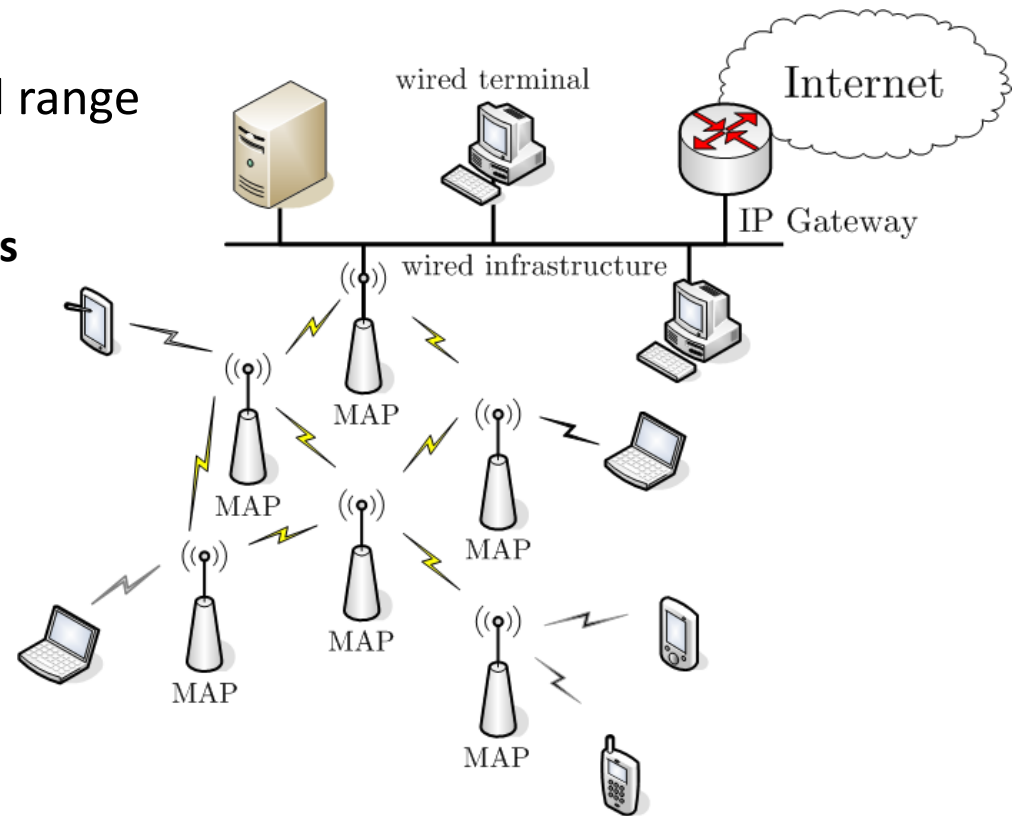 l range
s
wired terminal
Internet
IP Gateway
wired infrastructure
MAP
MAP
MAP
MAP
MAP
MAP